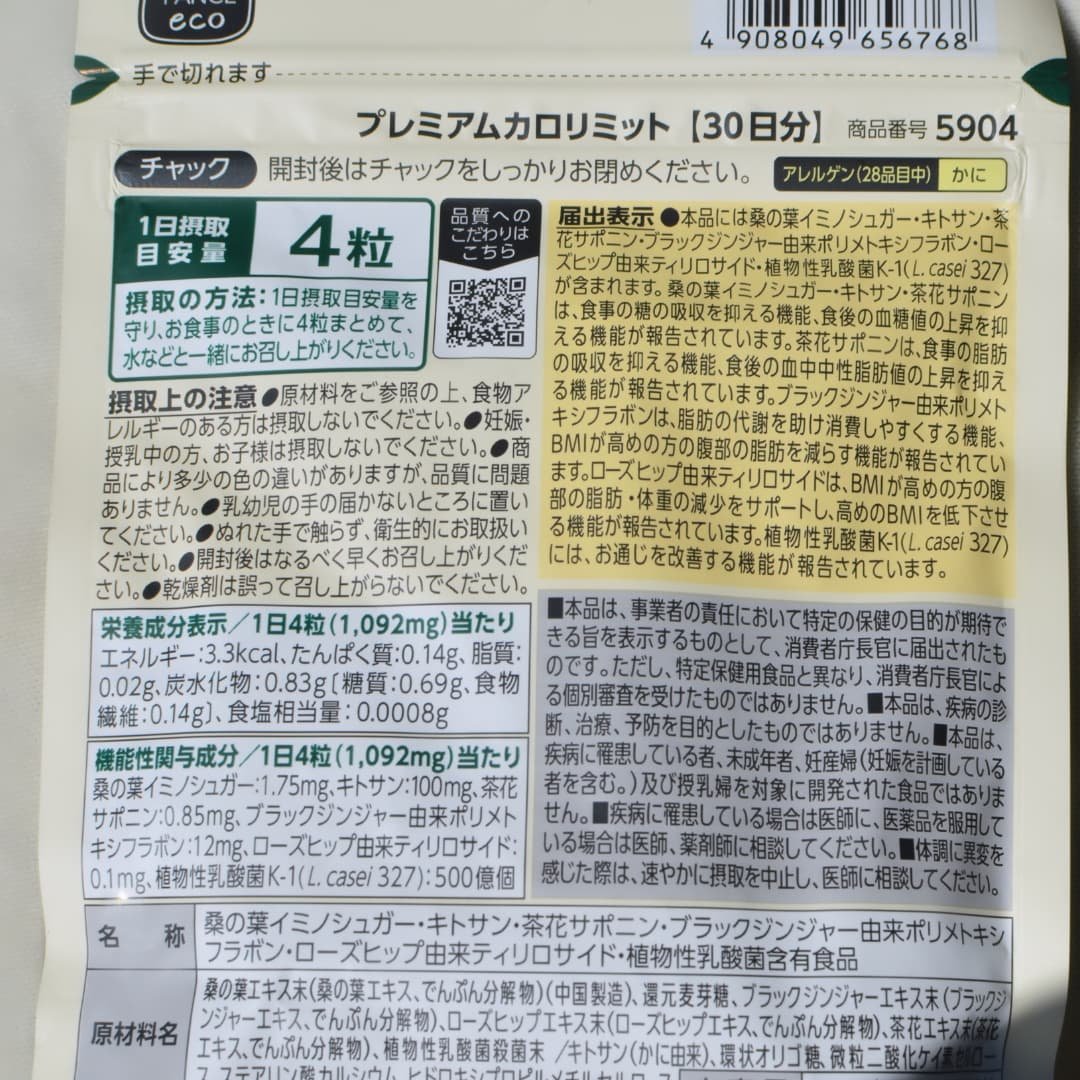 eco
4 908049 656768
手で切れます
プレミアムカロリミット【30日分】 商品番号 5904
チャック 開封後はチャックをしっかりお閉めください。
アレルゲン(28品目中) かに
1日摂取
目安量
4粒
摂取の方法:1日摂取目安量を
守り、お食事のときに4粒まとめて、
水などと一緒にお召し上がりください。
品質への
こだわりは
こちら
摂取上の注意 ●原材料をご参照の上、食物ア
レルギーのある方は摂取しないでください。●妊娠・
授乳中の方、お子様は摂取しないでください。●商
品により多少の色の違いがありますが、品質に問題
ありません。●乳幼児の手の届かないところに置い
てください。●ぬれた手で触らず、衛生的にお取扱い
ください。●開封後はなるべく早くお召し上がりくだ
さい。●乾燥剤は誤って召し上がらないでください。
届出表示 ●本品には桑の葉イミノシュガー・キトサン・茶
花サポニン・ブラックジンジャー由来ポリメトキシフラボン・ロー
ズヒップ由来ティリロサイド・植物性乳酸菌K-1(L. casei 327)
が含まれます。桑の葉イミノシュガー・キトサン・茶花サポニン
は、食事の糖の吸収を抑える機能、食後の血糖値の上昇を抑
える機能が報告されています。茶花サポニンは、食事の脂肪
の吸収を抑える機能、食後の血中中性脂肪値の上昇を抑え
る機能が報告されています。ブラックジンジャー由来ポリメト
キシフラボンは、脂肪の代謝を助け消費しやすくする機能、
BMIが高めの方の腹部の脂肪を減らす機能が報告されてい
ます。ローズヒップ由来ティリロサイドは、BMIが高めの方の腹
部の脂肪・体重の減少をサポートし、高めのBMIを低下させ
る機能が報告されています。植物性乳酸菌K-1(L. casei 327)
には、お通じを改善する機能が報告されています。
栄養成分表示/1日4粒(1,092mg)当たり
エネルギー:3.3kcal、たんぱく質:0.14g、脂質:
0.02g、炭水化物:0.83g〔糖質:0.69g、食物
繊維:0.14g〕、食塩相当量:0.0008g
機能性関与成分/1日4粒(1,092mg)当たり
桑の葉イミノシュガー:1.75mg、キトサン:100mg、茶花
サポニン:0.85mg、ブラックジンジャー由来ポリメト
キシフラボン:12mg、ローズヒップ由来ティリロサイド:
0.1mg、植物性乳酸菌K-1(L. casei 327):500億個
■本品は、事業者の責任において特定の保健の目的が期待で
きる旨を表示するものとして、消費者庁長官に届出されたも
のです。ただし、特定保健用食品と異なり、消費者庁長官によ
る個別審査を受けたものではありません。■本品は、疾病の診
断、治療、予防を目的としたものではありません。■本品は、
疾病に罹患している者、未成年者、妊産婦(妊娠を計画している
者を含む。)及び授乳婦を対象に開発された食品ではありま
せん。■疾病に罹患している場合は医師に、医薬品を服用して
いる場合は医師、薬剤師に相談してください。■体調に異変を
感じた際は、速やかに摂取を中止し、医師に相談してください。
名 称 桑の葉イミノシュガー・キトサン・茶花サポニン・ブラックジンジャー由来ポリメトキシ
フラボン・ローズヒップ由来ティリロサイド・植物性乳酸菌含有食品
原材料名 桑の葉エキス末(桑の葉エキス、でんぷん分解物)(中国製造)、還元麦芽糖、ブラックジンジャーエキス末(ブラックジ
ンジャーエキス、でんぷん分解物)、ローズヒップエキス末(ローズヒップエキス、でんぷん分解物)、茶花エキス末(茶花
エキス、でんぷん分解物)、植物性乳酸菌殺菌末/キトサン(かに由来)、環状オリゴ糖、微粒二酸化ケイ素、セルロー
ス、ステアリン酸カルシウム、ヒドロキシプロピルメチルセルロース